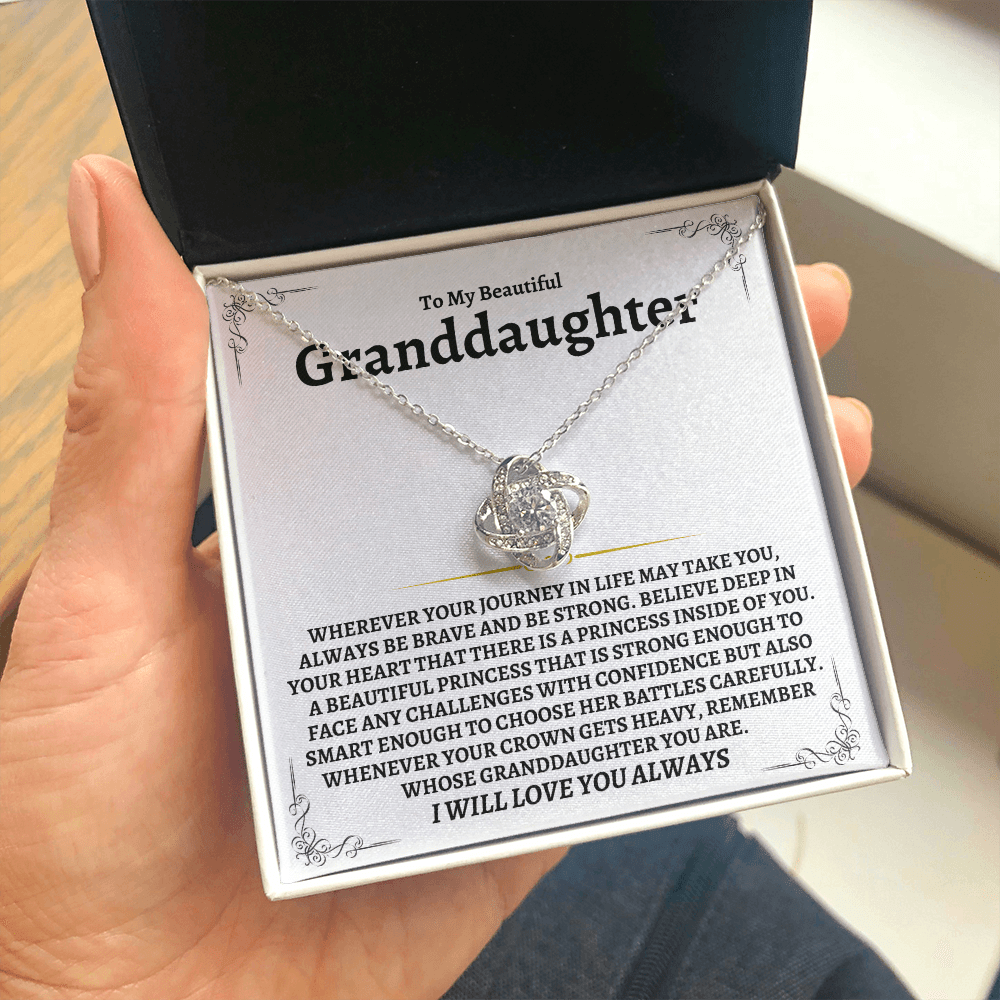 To My Beautiful
Granddaughter
WHEREVER YOUR JOURNEY IN LIFE MAY TAKE YOU,
ALWAYS BE BRAVE AND BE STRONG. BELIEVE DEEP IN
YOUR HEART THAT THERE IS A PRINCESS INSIDE OF YOU.
A BEAUTIFUL PRINCESS THAT IS STRONG ENOUGH TO
FACE ANY CHALLENGES WITH CONFIDENCE BUT ALSO
SMART ENOUGH TO CHOOSE HER BATTLES CAREFULLY.
WHENEVER YOUR CROWN GETS HEAVY, REMEMBER
WHOSE GRANDDAUGHTER YOU ARE.
I WILL LOVE YOU ALWAYS